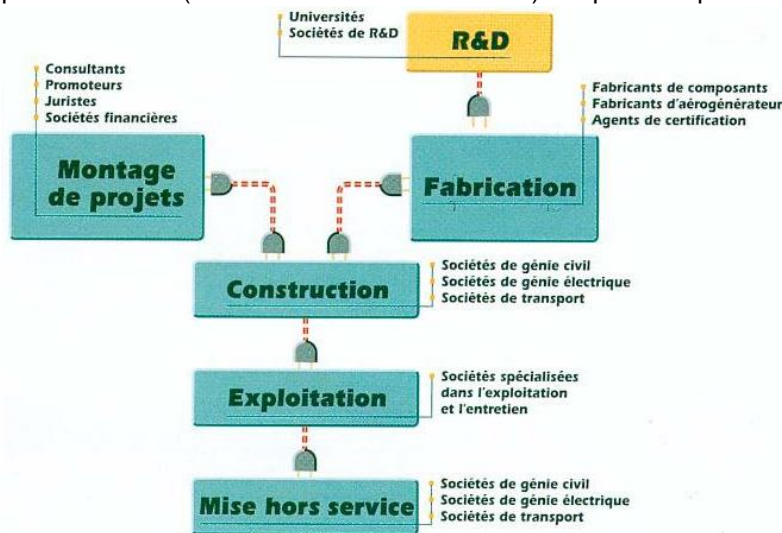 Universités
Sociétés de R&D
R&D
Consultants
Promoteurs
Juristes
Sociétés financières
Montage
de projets
Fabricants de composants
Fabricants d'aérogénérateur
Agents de certification
Fabrication
Construction
Sociétés de génie civil
Sociétés de génie électrique
Sociétés de transport
Exploitation
Sociétés spécialisées
dans l'exploitation
et l'entretien
Mise hors service
Sociétés de génie civil
Sociétés de génie électrique
Sociétés de transport